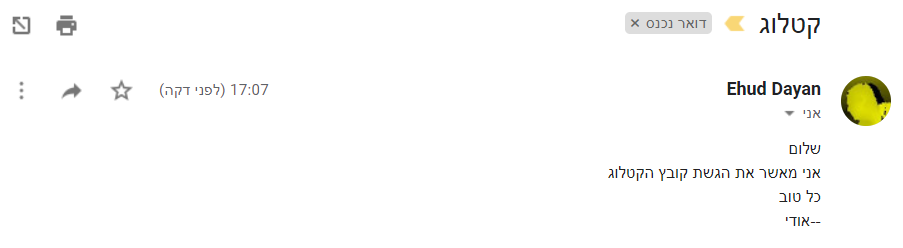 קטלוג
דואר נכנס ×
Ehud Dayan
17:07 (לפני דקה)
אני
שלום
אני מאשר את הגשת קובץ הקטלוג
כל טוב
--אודי